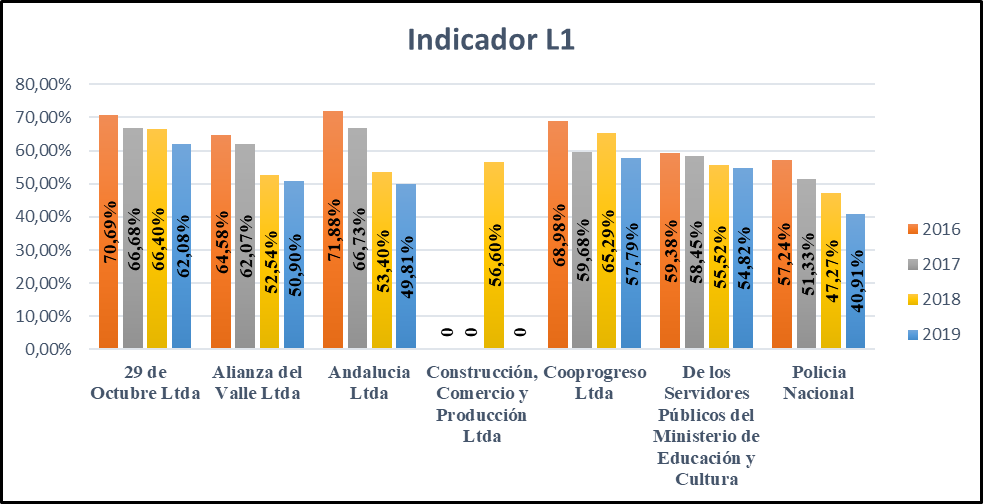 Indicador L1
80,00%
70,00%
60,00%
50,00%
40,00%
30,00%
20,00%
10,00%
0,00%
70,69%
66,68%
66,40%
62,08%
64,58%
62,07%
52,54%
50,90%
71,88%
66,73%
53,40%
49,81%
0
0
56,60%
0
68,98%
59,68%
65,29%
57,79%
59,38%
58,45%
55,52%
54,82%
57,24%
51,33%
47,27%
40,91%
29 de
Octubre Ltda
Alianza del
Valle Ltda
Andalucia
Ltda
Construcción,
Comercio y
Producción
Ltda
Cooprogreso
Ltda
De los
Servidores
Públicos del
Ministerio de
Educación y
Cultura
Policia
Nacional
2016
2017
2018
2019